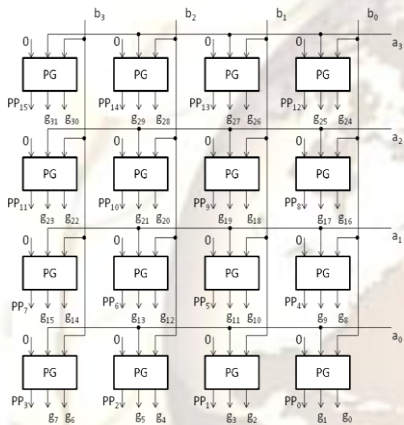 b3 b2 b1 b0
0 0 0 0 a3
PG PG PG PG
PP15 g31 g30 PP14 g29 g28 PP13 g27 g26 PP12 g25 g24
a2
0 0 0 0
PG PG PG PG
PP11 g23 g22 PP10 g21 g20 PP9 g19 g18 PP8 g17 g16
a1
0 0 0 0
PG PG PG PG
PP7 g15 g14 PP6 g13 g12 PP5 g11 g10 PP4 g9 g8
a0
0 0 0 0
PG PG PG PG
PP3 g7 g6 PP2 g5 g4 PP1 g3 g2 PP0 g1 g0